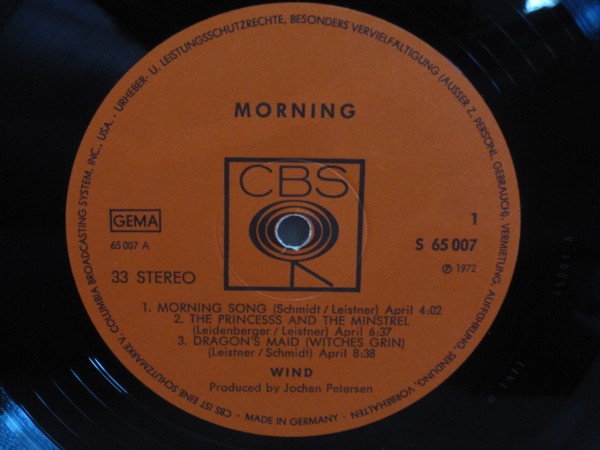 URHEBER- U. LEISTUNGSSCHUTZRECHTE, BESONDERS VERVIELFÄLTIGUNG (AUSSER Z. PERSÖNL. GEBRAUCH), VERMIETUNG, AUFFÜHRUNG, SENDUNG, VORBEHALTEN
MORNING
CBS
GEMA
65 007 A
33 STEREO
1
S 65 007
℗ 1972
1. MORNING SONG (Schmidt/Leistner) April 4:02
2. THE PRINCESSS AND THE MINSTREL
(Leidenberger/Leistner) April 6:37
3. DRAGON'S MAID (WITCHES GRIN)
(Leistner/Schmidt) April 8:38
WIND
Produced by Jochen Petersen
CBS IST EINE SCHUTZMARKE V. COLUMBIA BROADCASTING SYSTEM, INC., USA. -
· MADE IN GERMANY ·